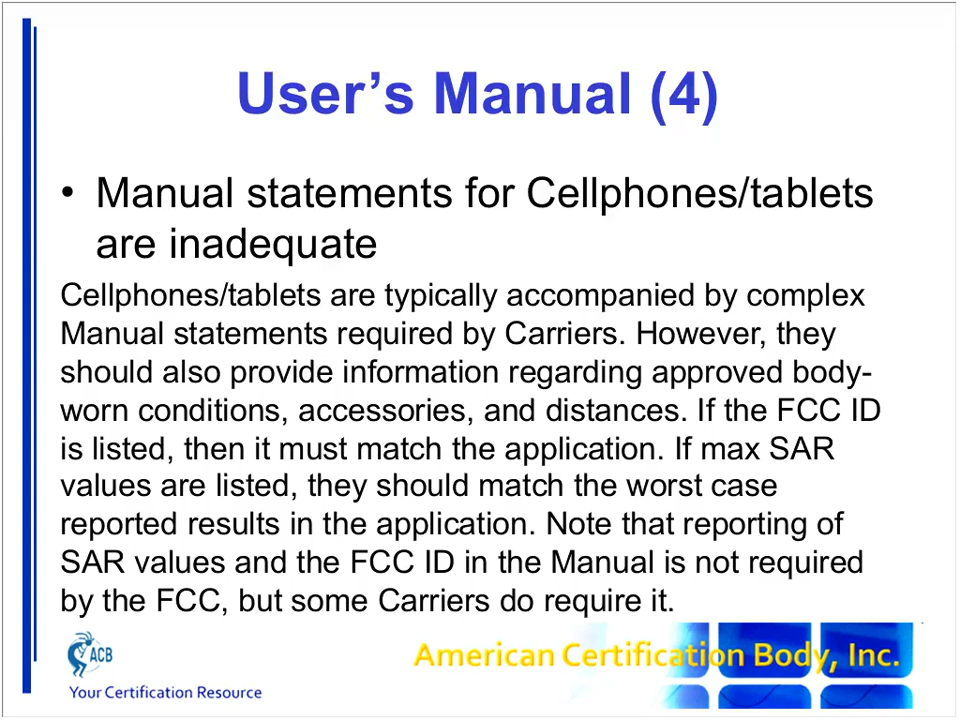 User’s Manual (4)
• Manual statements for Cellphones/tablets
are inadequate
Cellphones/tablets are typically accompanied by complex
Manual statements required by Carriers. However, they
should also provide information regarding approved body-
worn conditions, accessories, and distances. If the FCC ID
is listed, then it must match the application. If max SAR
values are listed, they should match the worst case
reported results in the application. Note that reporting of
SAR values and the FCC ID in the Manual is not required
by the FCC, but some Carriers do require it.
ACB
American Certification Body, Inc.
Your Certification Resource